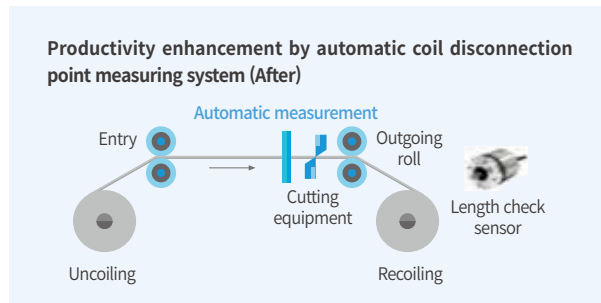 Productivity enhancement by automatic coil disconnection
point measuring system (After)
Automatic measurement
Entry
Outgoing
roll
Cutting
equipment
Length check
sensor
Uncoiling
Recoiling